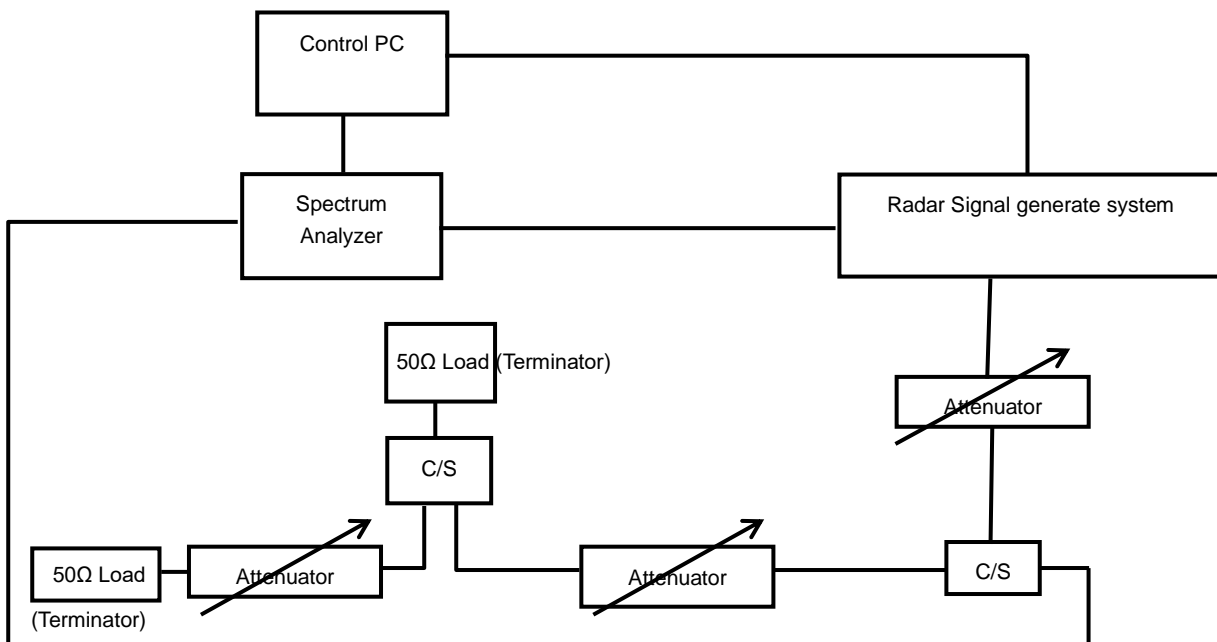 Control PC
Spectrum
Analyzer
Radar Signal generate system
50Ω Load (Terminator)
Attenuator
C/S
50Ω Load
(Terminator)
Attenuator
Attenuator
C/S